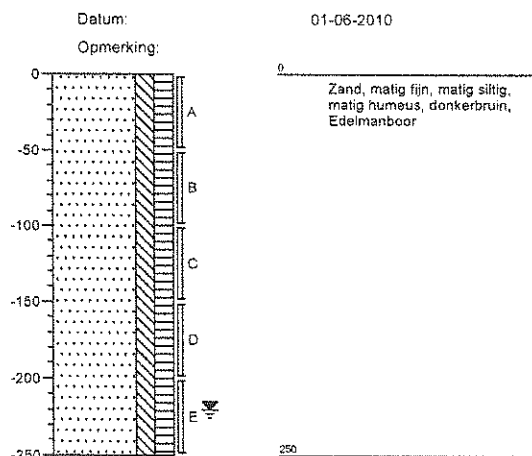 Datum: 01-06-2010
Opmerking:
0
-50
-100
-150
-200
-250
A
B
C
D
E
0
Zand, matig fijn, matig siltig,
matig humeus, donkerbruin,
Edelmanboor
250